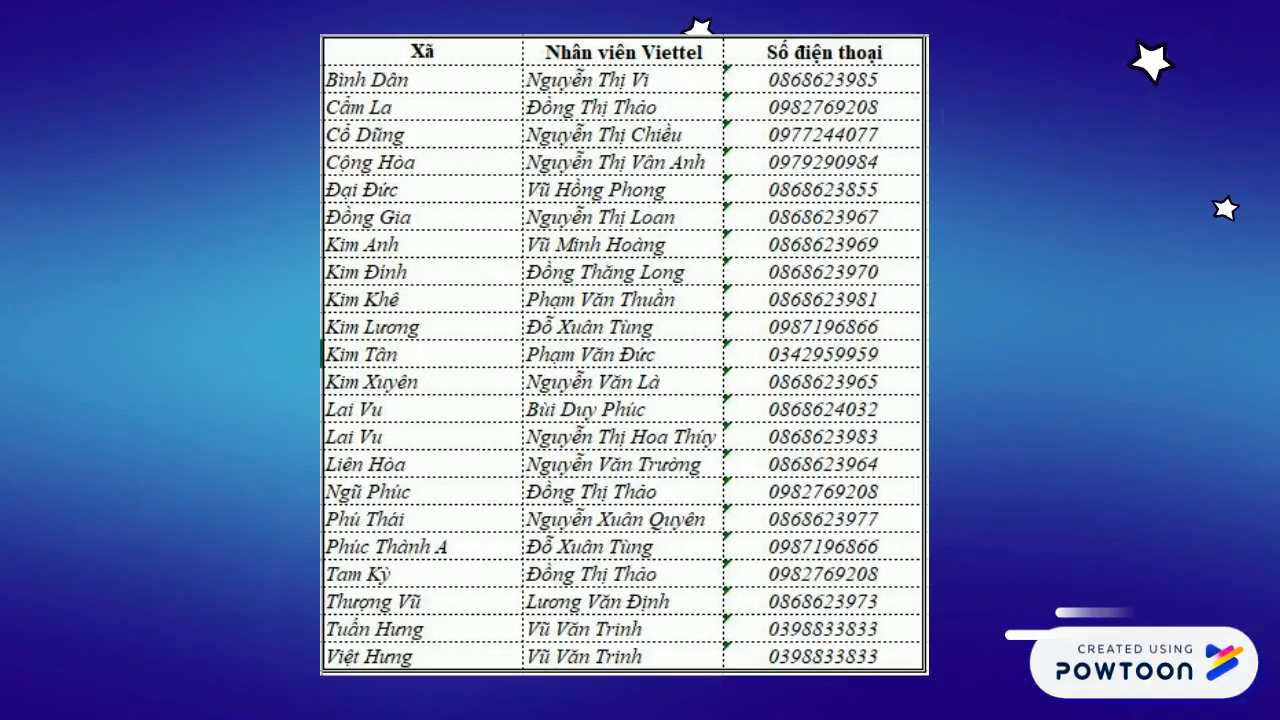 Xã Nhân viên Viettel Số điện thoại
Bình Dân Nguyễn Thị Vi 0868623985
Cẩm La Đồng Thị Thảo 0982769208
Cổ Dũng Nguyễn Thị Chiều 0977244077
Cộng Hòa Nguyễn Thị Vân Anh 0979290984
Đại Đức Vũ Hồng Phong 0868623855
Đồng Gia Nguyễn Thị Loan 0868623967
Kim Anh Vũ Minh Hoàng 0868623969
Kim Đính Đồng Thăng Long 0868623970
Kim Khê Phạm Văn Thuần 0868623981
Kim Lương Đỗ Xuân Tùng 0987196866
Kim Tân Phạm Văn Đức 0342959959
Kim Xuyên Nguyễn Văn Là 0868623965
Lai Vu Bùi Duy Phúc 0868624032
Lai Vu Nguyễn Thị Hoa Thúy 0868623983
Liên Hòa Nguyễn Văn Trường 0868623964
Ngũ Phúc Đồng Thị Thảo 0982769208
Phú Thái Nguyễn Xuân Quyên 0868623977
Phúc Thành A Đỗ Xuân Tùng 0987196866
Tam Kỳ Đồng Thị Thảo 0982769208
Thượng Vũ Lương Văn Định 0868623973
Tuấn Hưng Vũ Văn Trinh 0398833833
Việt Hưng Vũ Văn Trinh 0398833833
CREATED USING
POWTOON